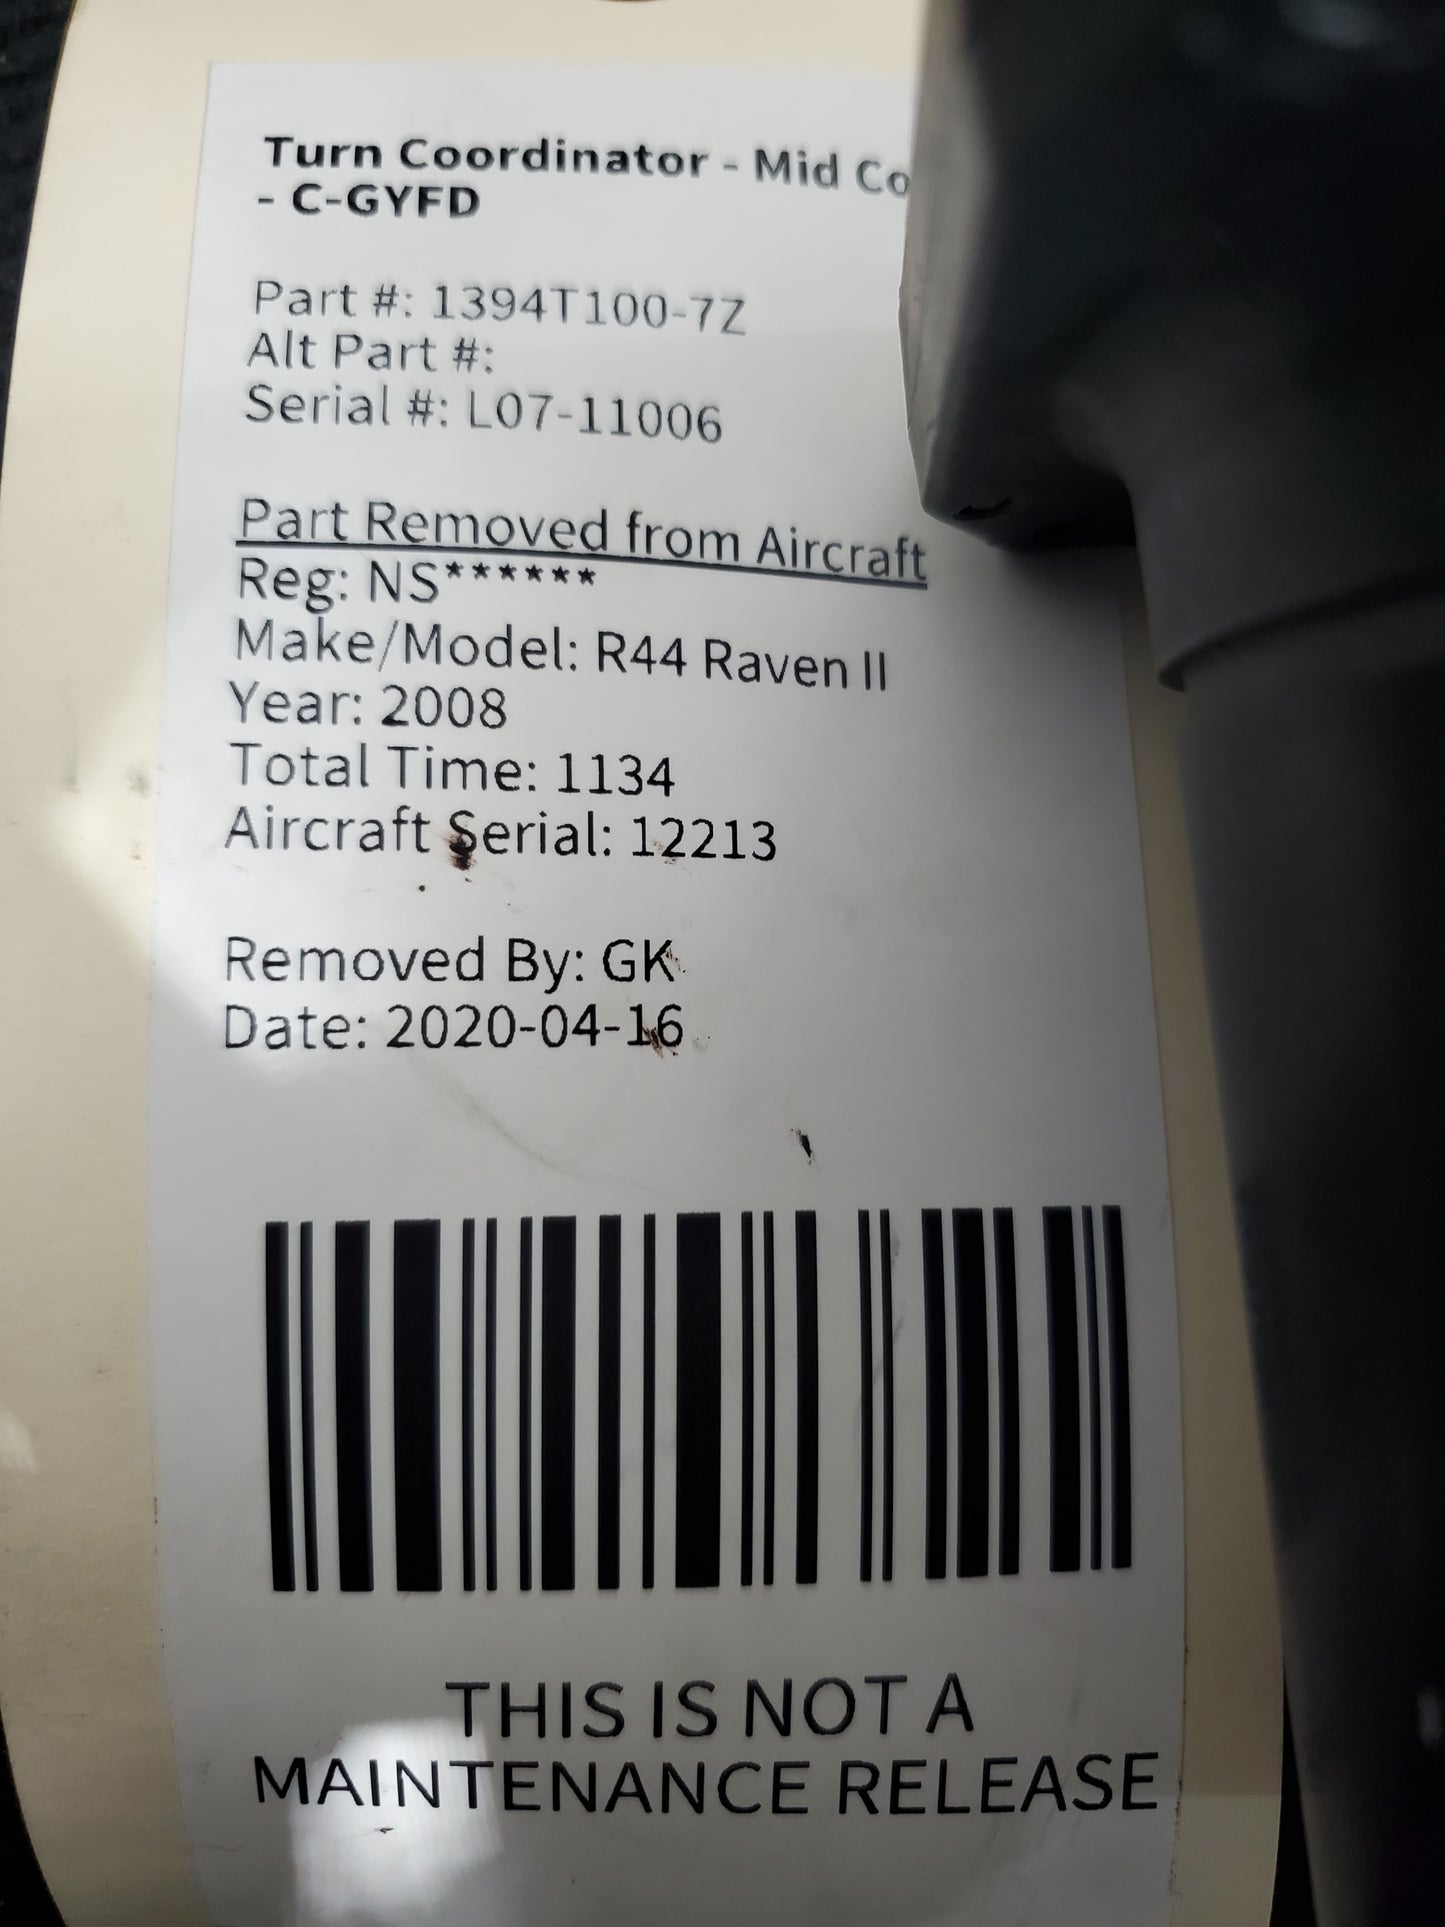 Turn Coordinator - Mid Co
- C-GYFD
Part #: 1394T100-7Z
Alt Part #:
Serial #: L07-11006
Part Removed from Aircraft
Reg: NS******
Make/Model: R44 Raven II
Year: 2008
Total Time: 1134
Aircraft Serial: 12213
Removed By: GK
Date: 2020-04-16
THIS IS NOT A
MAINTENANCE RELEASE